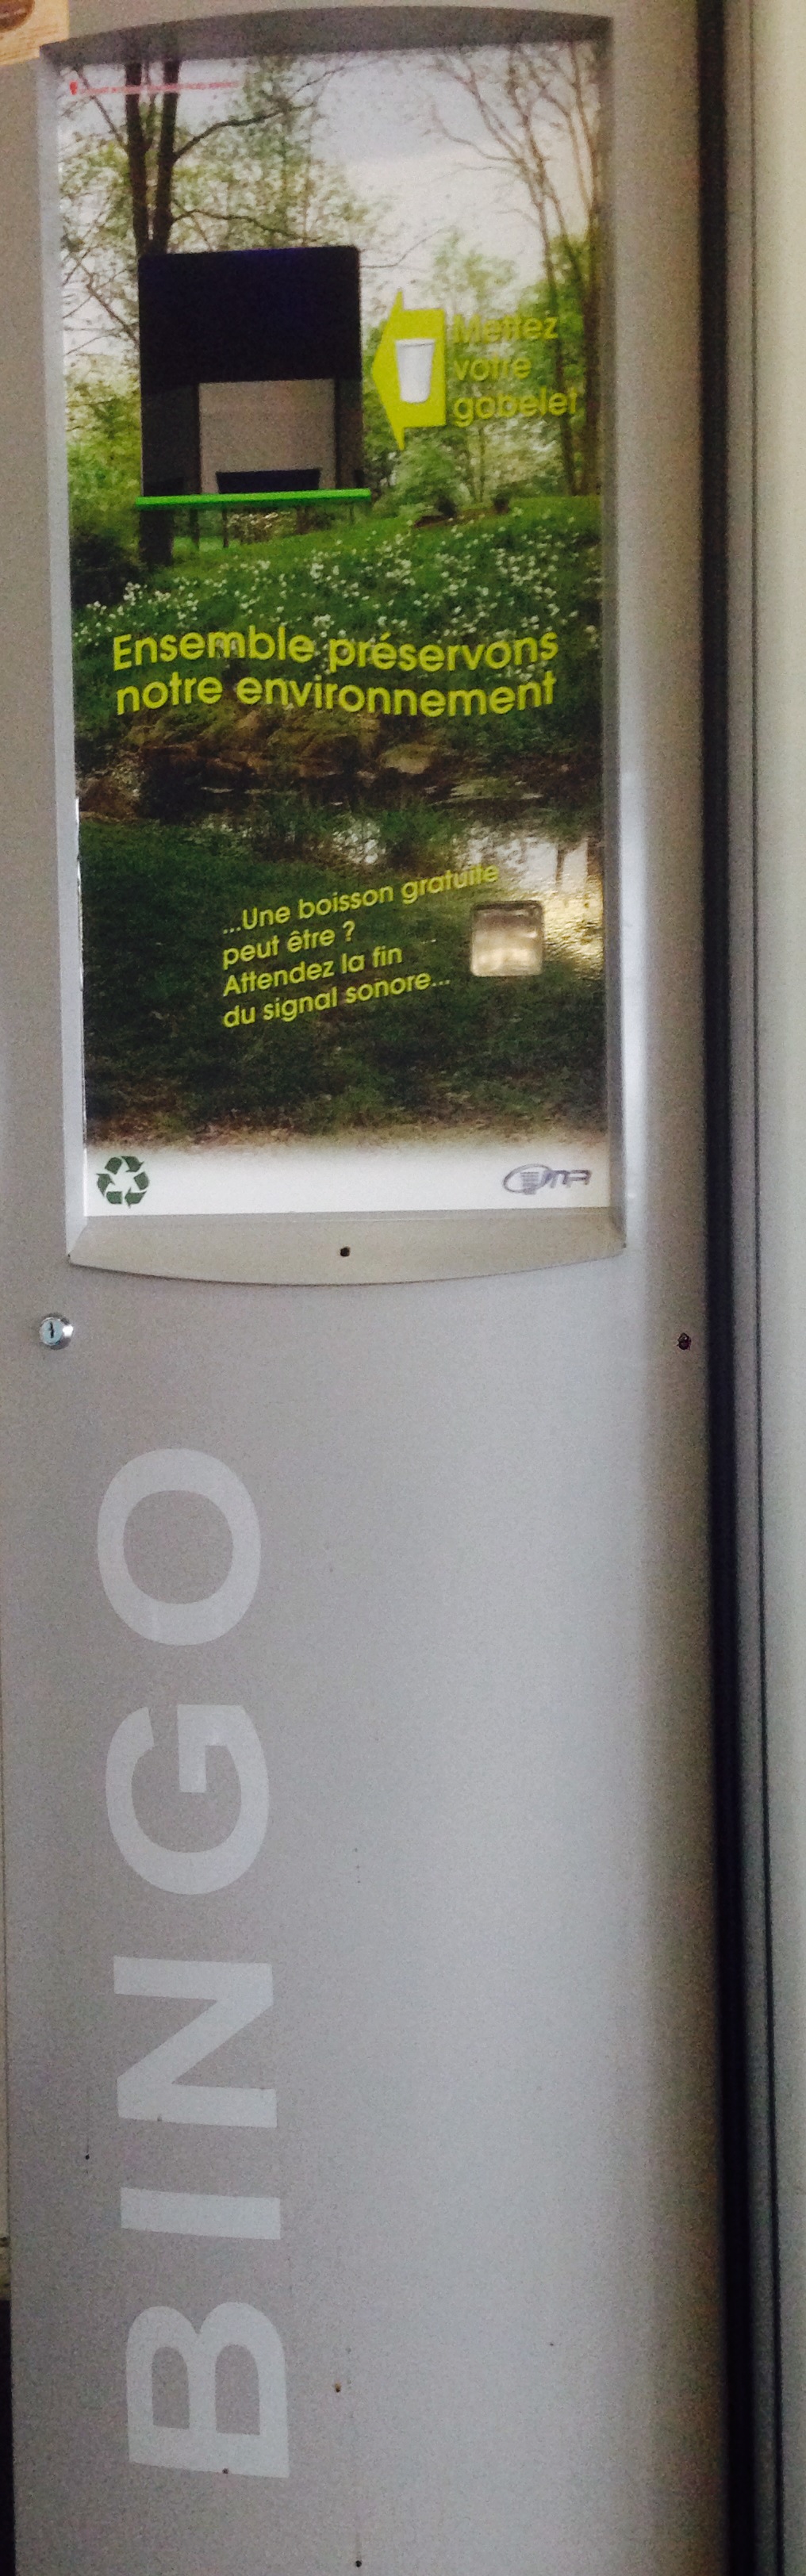 Mettez
votre
gobelet
Ensemble préservons
notre environnement
...Une boisson gratuite
peut être ?
Attendez la fin
du signal sonore...
BINGO